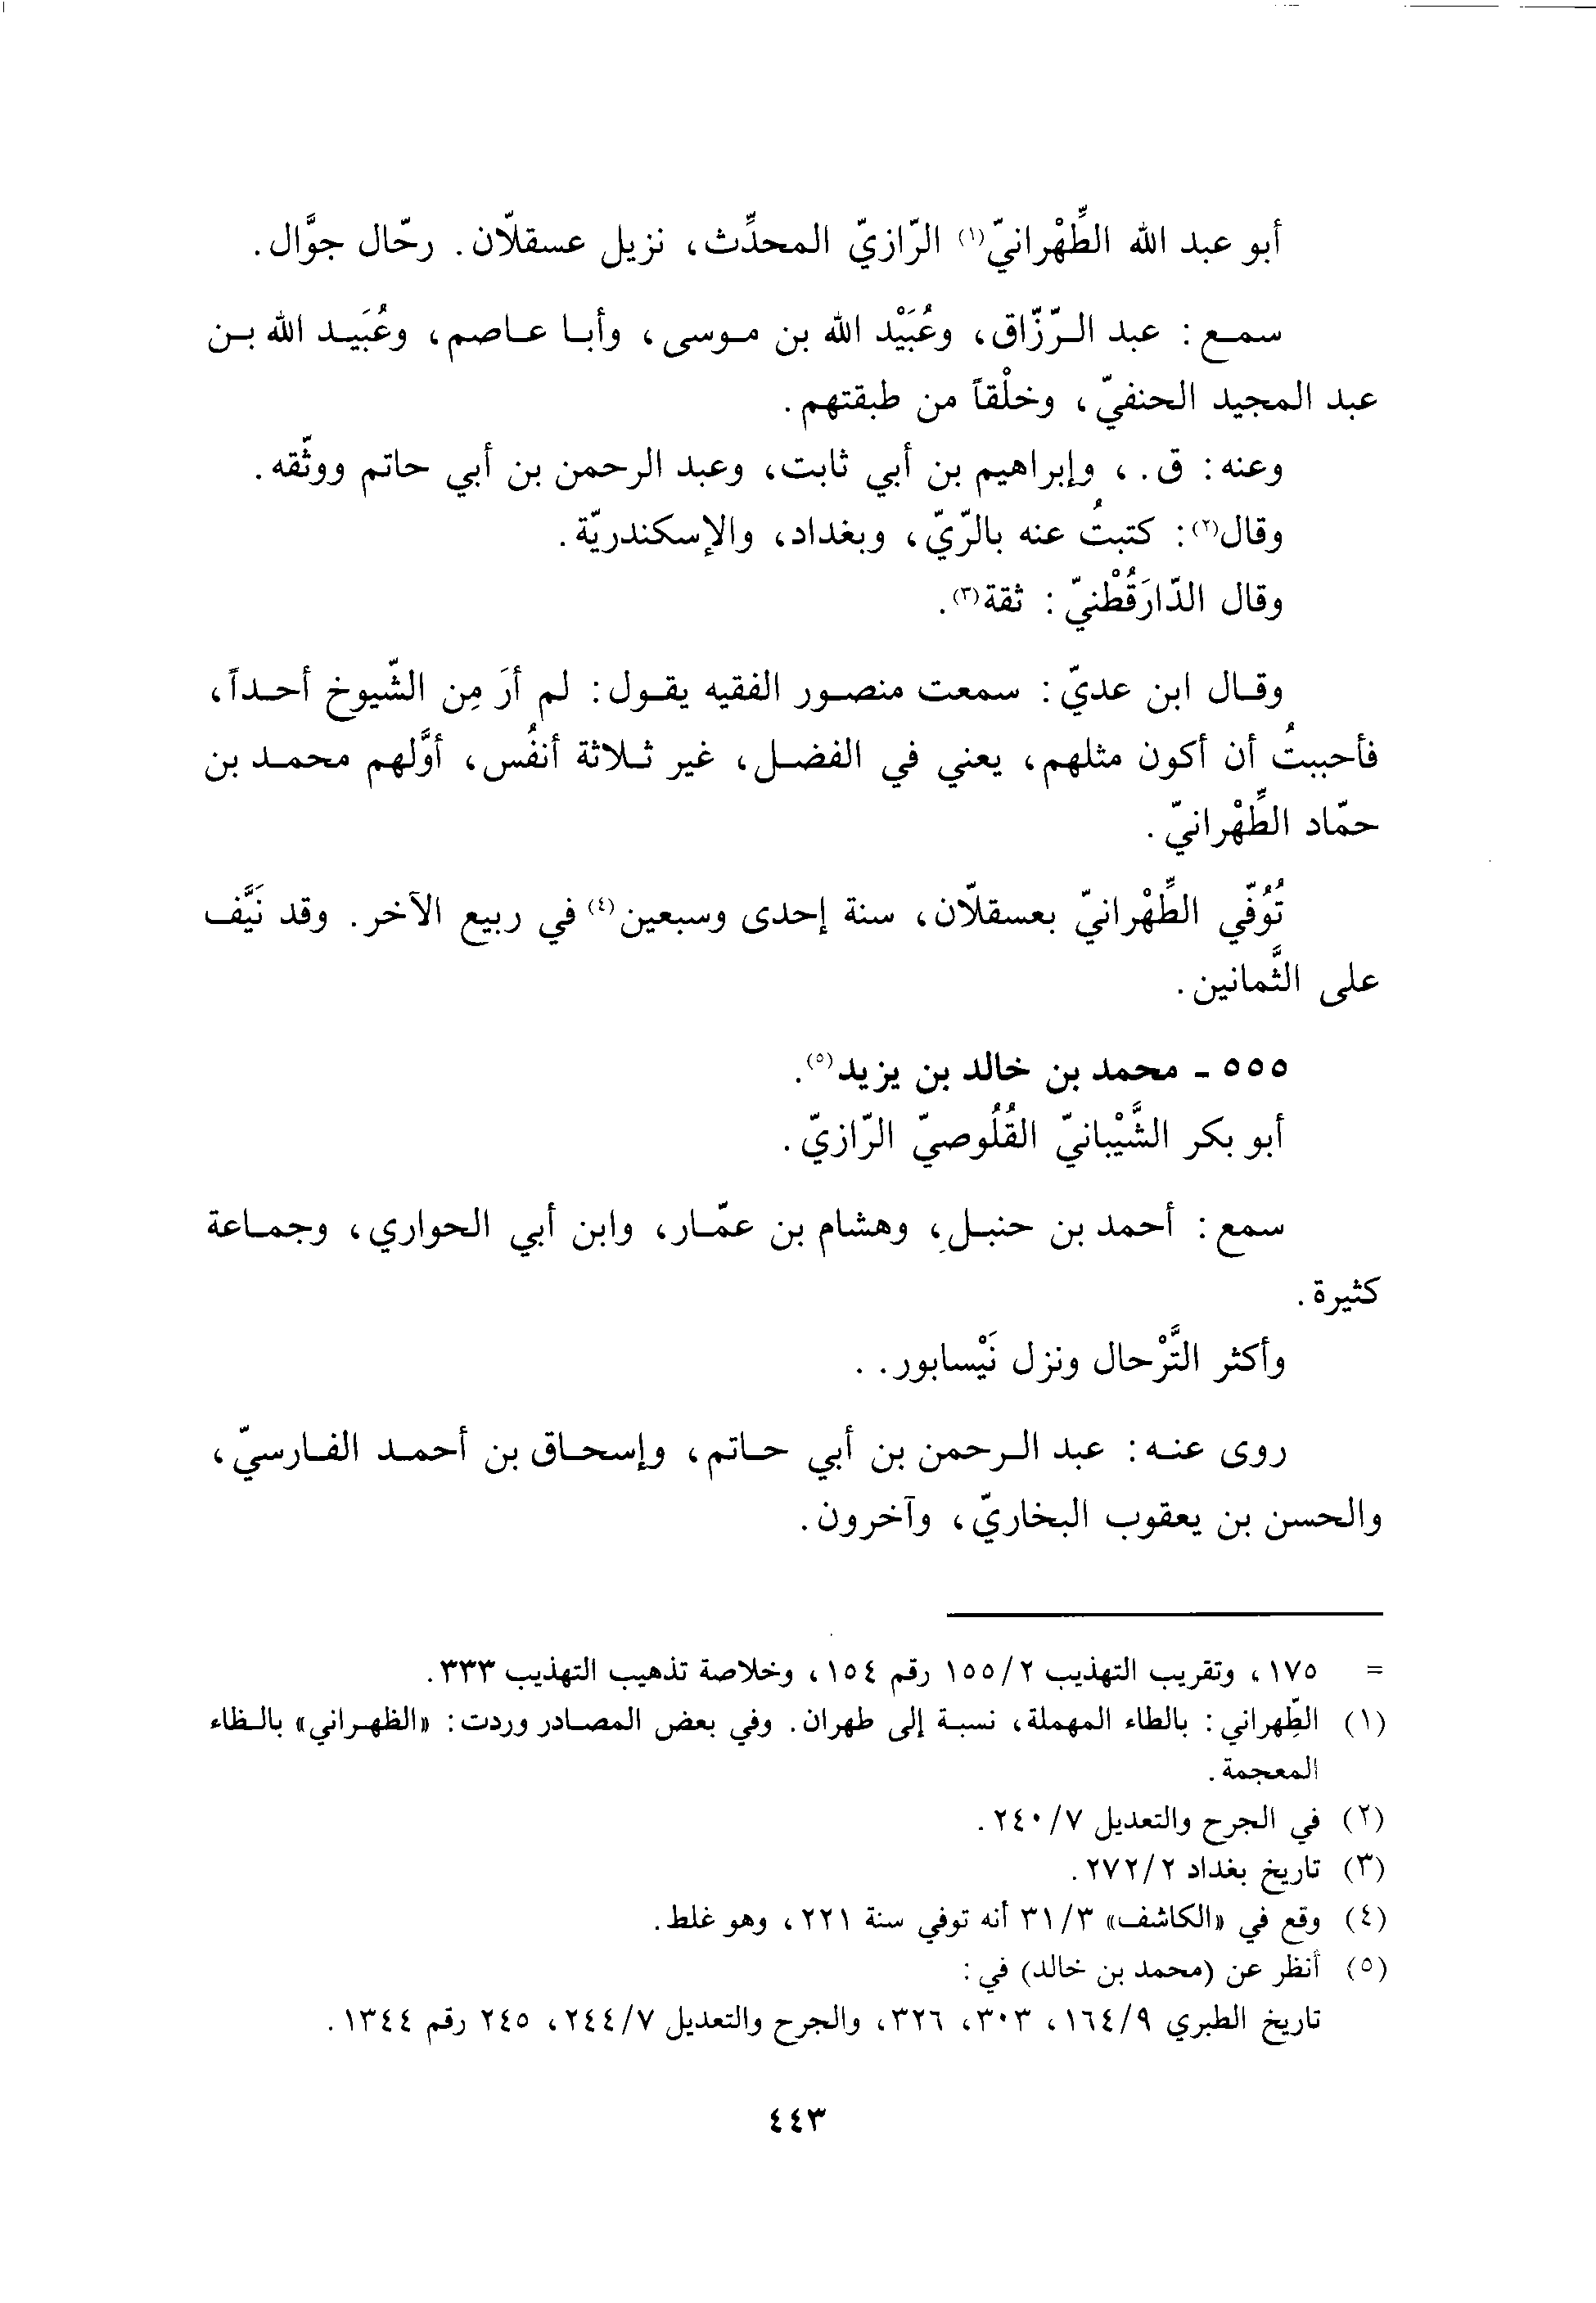 أبو عبد الله الطِّهْرانيّ(١) الرّازيّ المحدِّث، نزيل عسقلّان. رحّال جوَّال.
سمع: عبد الرّزّاق، وعُبَيْد الله بن موسى، وأبا عاصم، وعُبَيد الله بن
عبد المجيد الحنفيّ، وخلْقاً من طبقتهم.
وعنه: ق.، وإبراهيم بن أبي ثابت، وعبد الرحمن بن أبي حاتم ووثّقه.
وقال(٢): كتبتُ عنه بالرّيّ، وبغداد، والإسكندريّة.
وقال الدّارَقُطْنيّ: ثقة(٣).
وقال ابن عديّ: سمعت منصور الفقيه يقول: لم أرَ مِن الشّيوخ أحداً،
فأحببتُ أن أكون مثلهم، يعني في الفضل، غير ثلاثة أنفُس، أوَّلهم محمد بن
حمّاد الطِّهْرانيّ.
تُوُفّي الطِّهْرانيّ بعسقلّان، سنة إحدى وسبعين(٤) في ربيع الآخر. وقد نَيَّف
على الثَّمانين.
٥٥٥ - محمد بن خالد بن يزيد(٥).
أبو بكر الشَّيْبانيّ القُلُوصيّ الرّازيّ.
سمع: أحمد بن حنبل، وهشام بن عمّار، وابن أبي الحواري، وجماعة
كثيرة.
وأكثر التَّرْحال ونزل نَيْسابور. .
روى عنه: عبد الرحمن بن أبي حاتم، وإسحاق بن أحمد الفارسيّ،
والحسن بن يعقوب البخاريّ، وآخرون.
= ١٧٥، وتقريب التهذيب ١٥٥/٢ رقم ١٥٤، وخلاصة تذهيب التهذيب ٣٣٣.
(١) الطِّهراني: بالطاء المهملة، نسبة إلى طهران. وفي بعض المصادر وردت: «الظهراني» بالظاء
المعجمة.
(٢) في الجرح والتعديل ٢٤٠/٧.
(٣) تاريخ بغداد ٢٧٢/٢.
(٤) وقع في «الكاشف» ٣١/٣ أنه توفي سنة ٢٢١، وهو غلط.
(٥) أنظر عن (محمد بن خالد) في:
تاريخ الطبري ١٦٤/٩، ٣٠٣، ٣٢٦، والجرح والتعديل ٢٤٤/٧، ٢٤٥ رقم ١٣٤٤.
٤٤٣